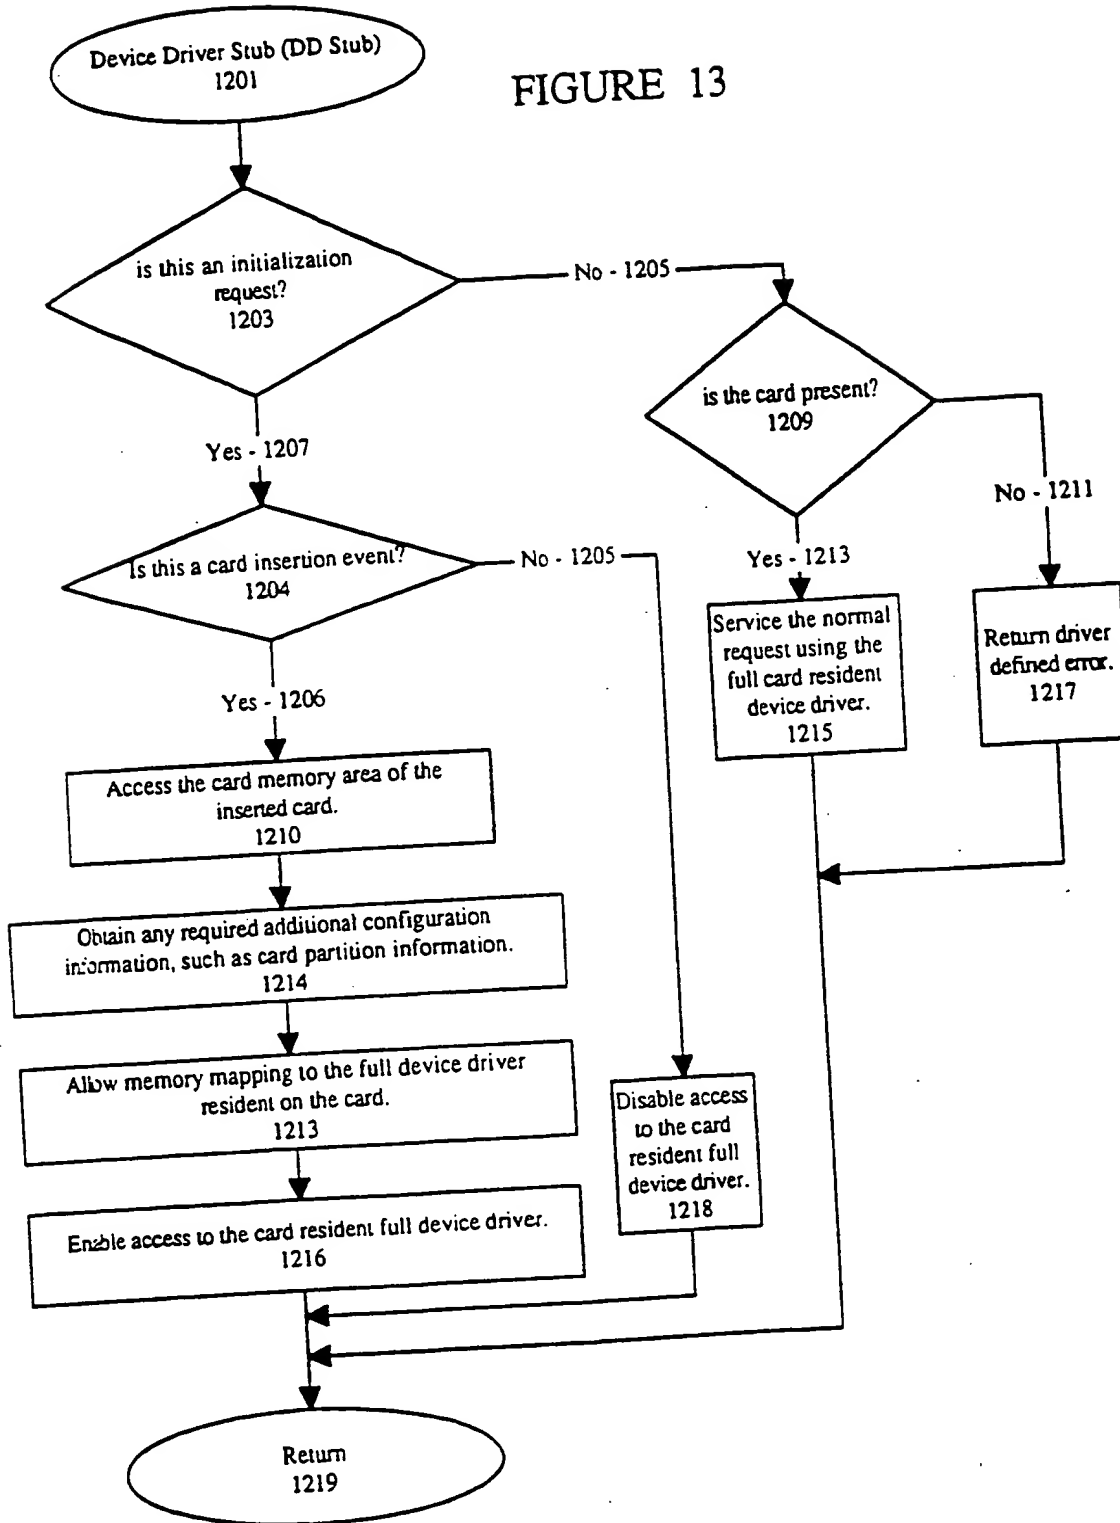 Device Driver Stub (DD Stub)
1201
FIGURE 13
is this an initialization
request?
1203
No - 1205
is the card present?
1209
Yes - 1207
No - 1211
Is this a card insertion event?
1204
No - 1205
Yes - 1213
Service the normal
request using the
full card resident
device driver.
1215
Return driver
defined error.
1217
Yes - 1206
Access the card memory area of the
inserted card.
1210
Obtain any required additional configuration
information, such as card partition information.
1214
Allow memory mapping to the full device driver
resident on the card.
1213
Disable access
to the card
resident full
device driver.
1218
Enable access to the card resident full device driver.
1216
Return
1219